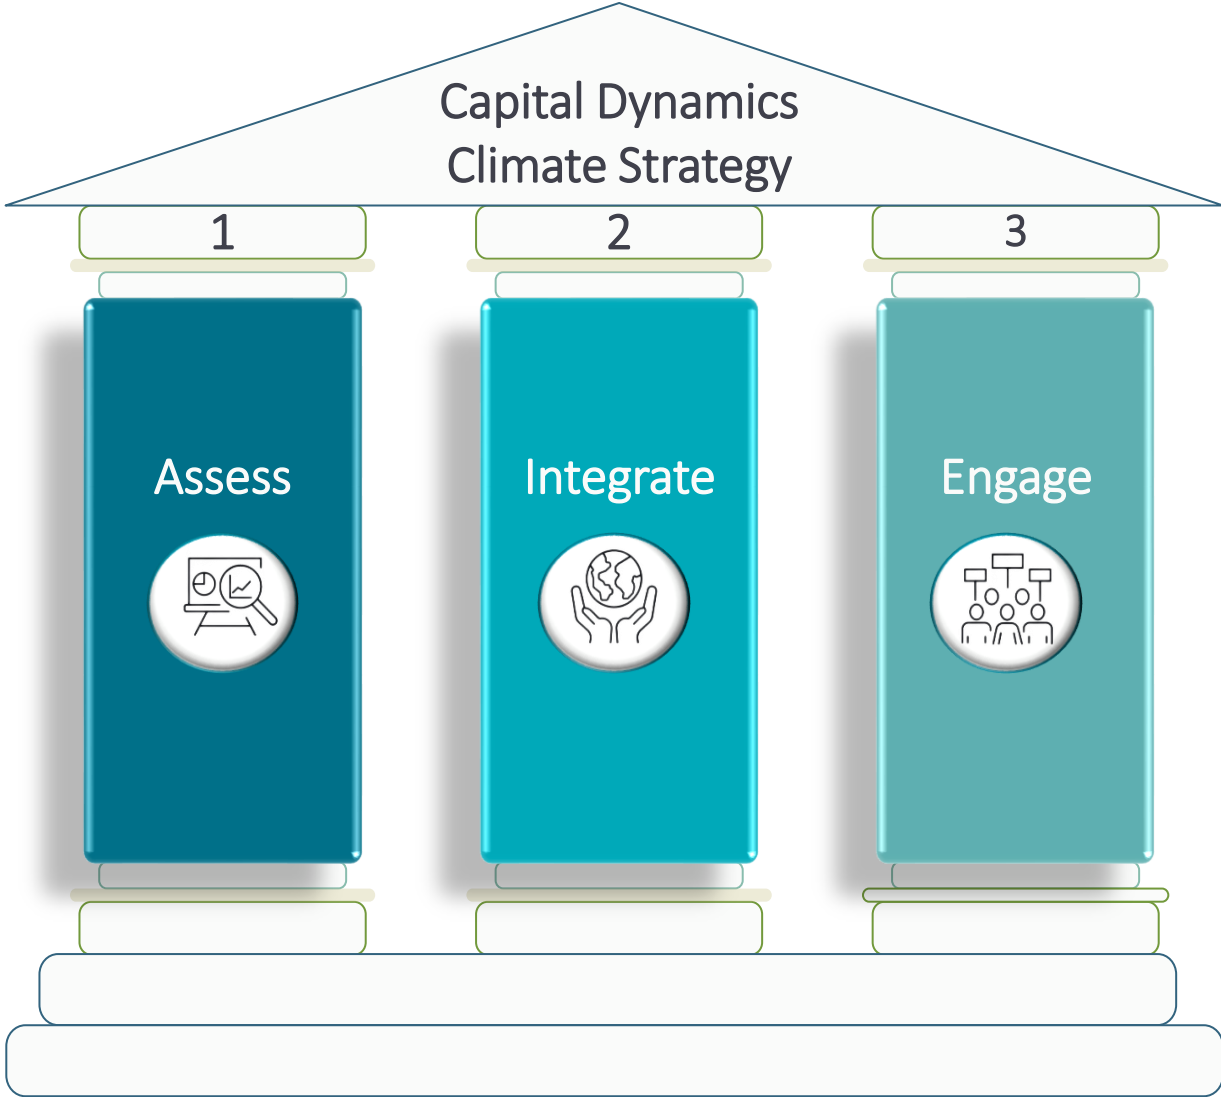 Capital Dynamics
Climate Strategy
1
2
3
Assess
Integrate
Engage